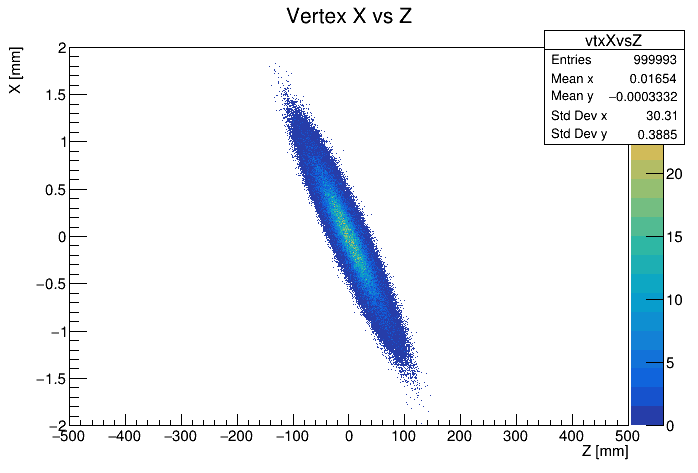 Vertex X vs Z
X [mm]
vtxXvsZ
Entries 999993
Mean x 0.01654
Mean y −0.0003332
Std Dev x 30.31
Std Dev y 0.3885
2
1.5
1
0.5
0
−0.5
−1
−1.5
−2
−500 −400 −300 −200 −100 0 100 200 300 400 500
Z [mm]
20
15
10
5
0